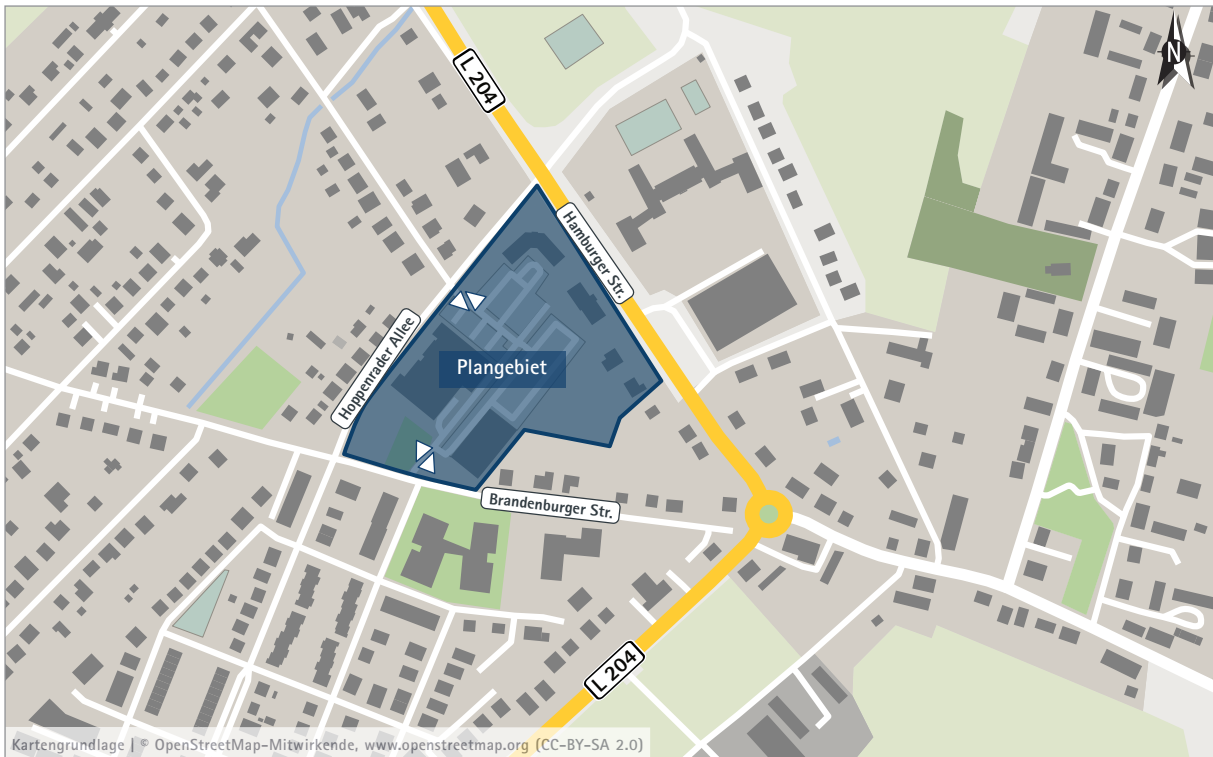 L 204
N
Hamburger Str.
Hoppenrader Allee
Plangebiet
Brandenburger Str.
L 204
Kartengrundlage | © OpenStreetMap-Mitwirkende, www.openstreetmap.org (CC-BY-SA 2.0)